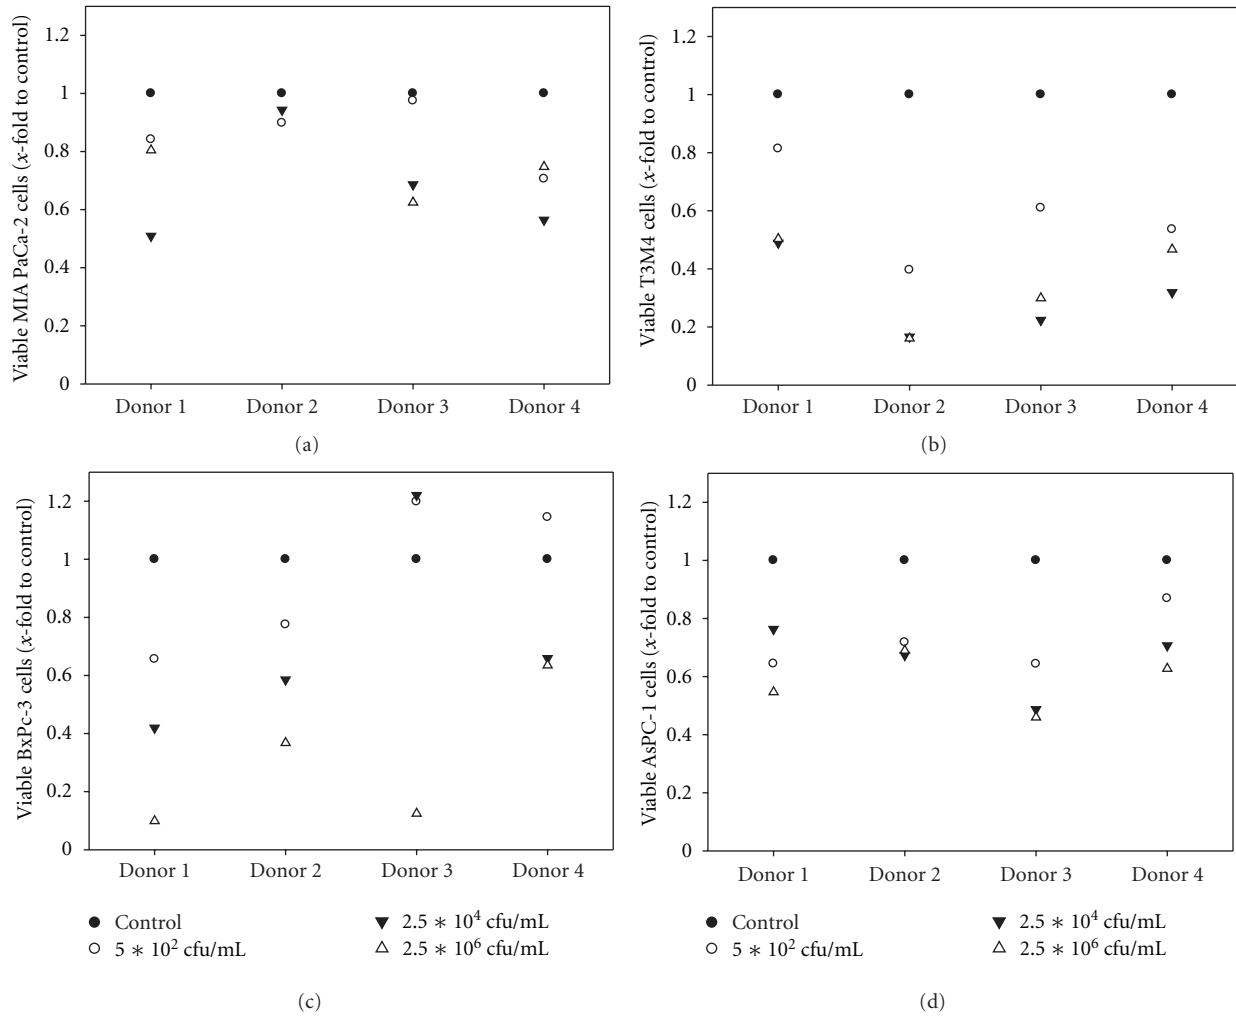 Viable MIA PaCa-2 cells (x-fold to control)
1.2
1
0.8
0.6
0.4
0.2
0
Donor 1 Donor 2 Donor 3 Donor 4
(a)
Viable T3M4 cells (x-fold to control)
1.2
1
0.8
0.6
0.4
0.2
0
Donor 1 Donor 2 Donor 3 Donor 4
(b)
Viable BxPc-3 cells (x-fold to control)
1.2
1
0.8
0.6
0.4
0.2
0
Donor 1 Donor 2 Donor 3 Donor 4
Control
5 ∗ 10² cfu/mL
2.5 ∗ 10⁴ cfu/mL
2.5 ∗ 10⁶ cfu/mL
(c)
Viable AsPC-1 cells (x-fold to control)
1.2
1
0.8
0.6
0.4
0.2
0
Donor 1 Donor 2 Donor 3 Donor 4
Control
5 ∗ 10² cfu/mL
2.5 ∗ 10⁴ cfu/mL
2.5 ∗ 10⁶ cfu/mL
(d)